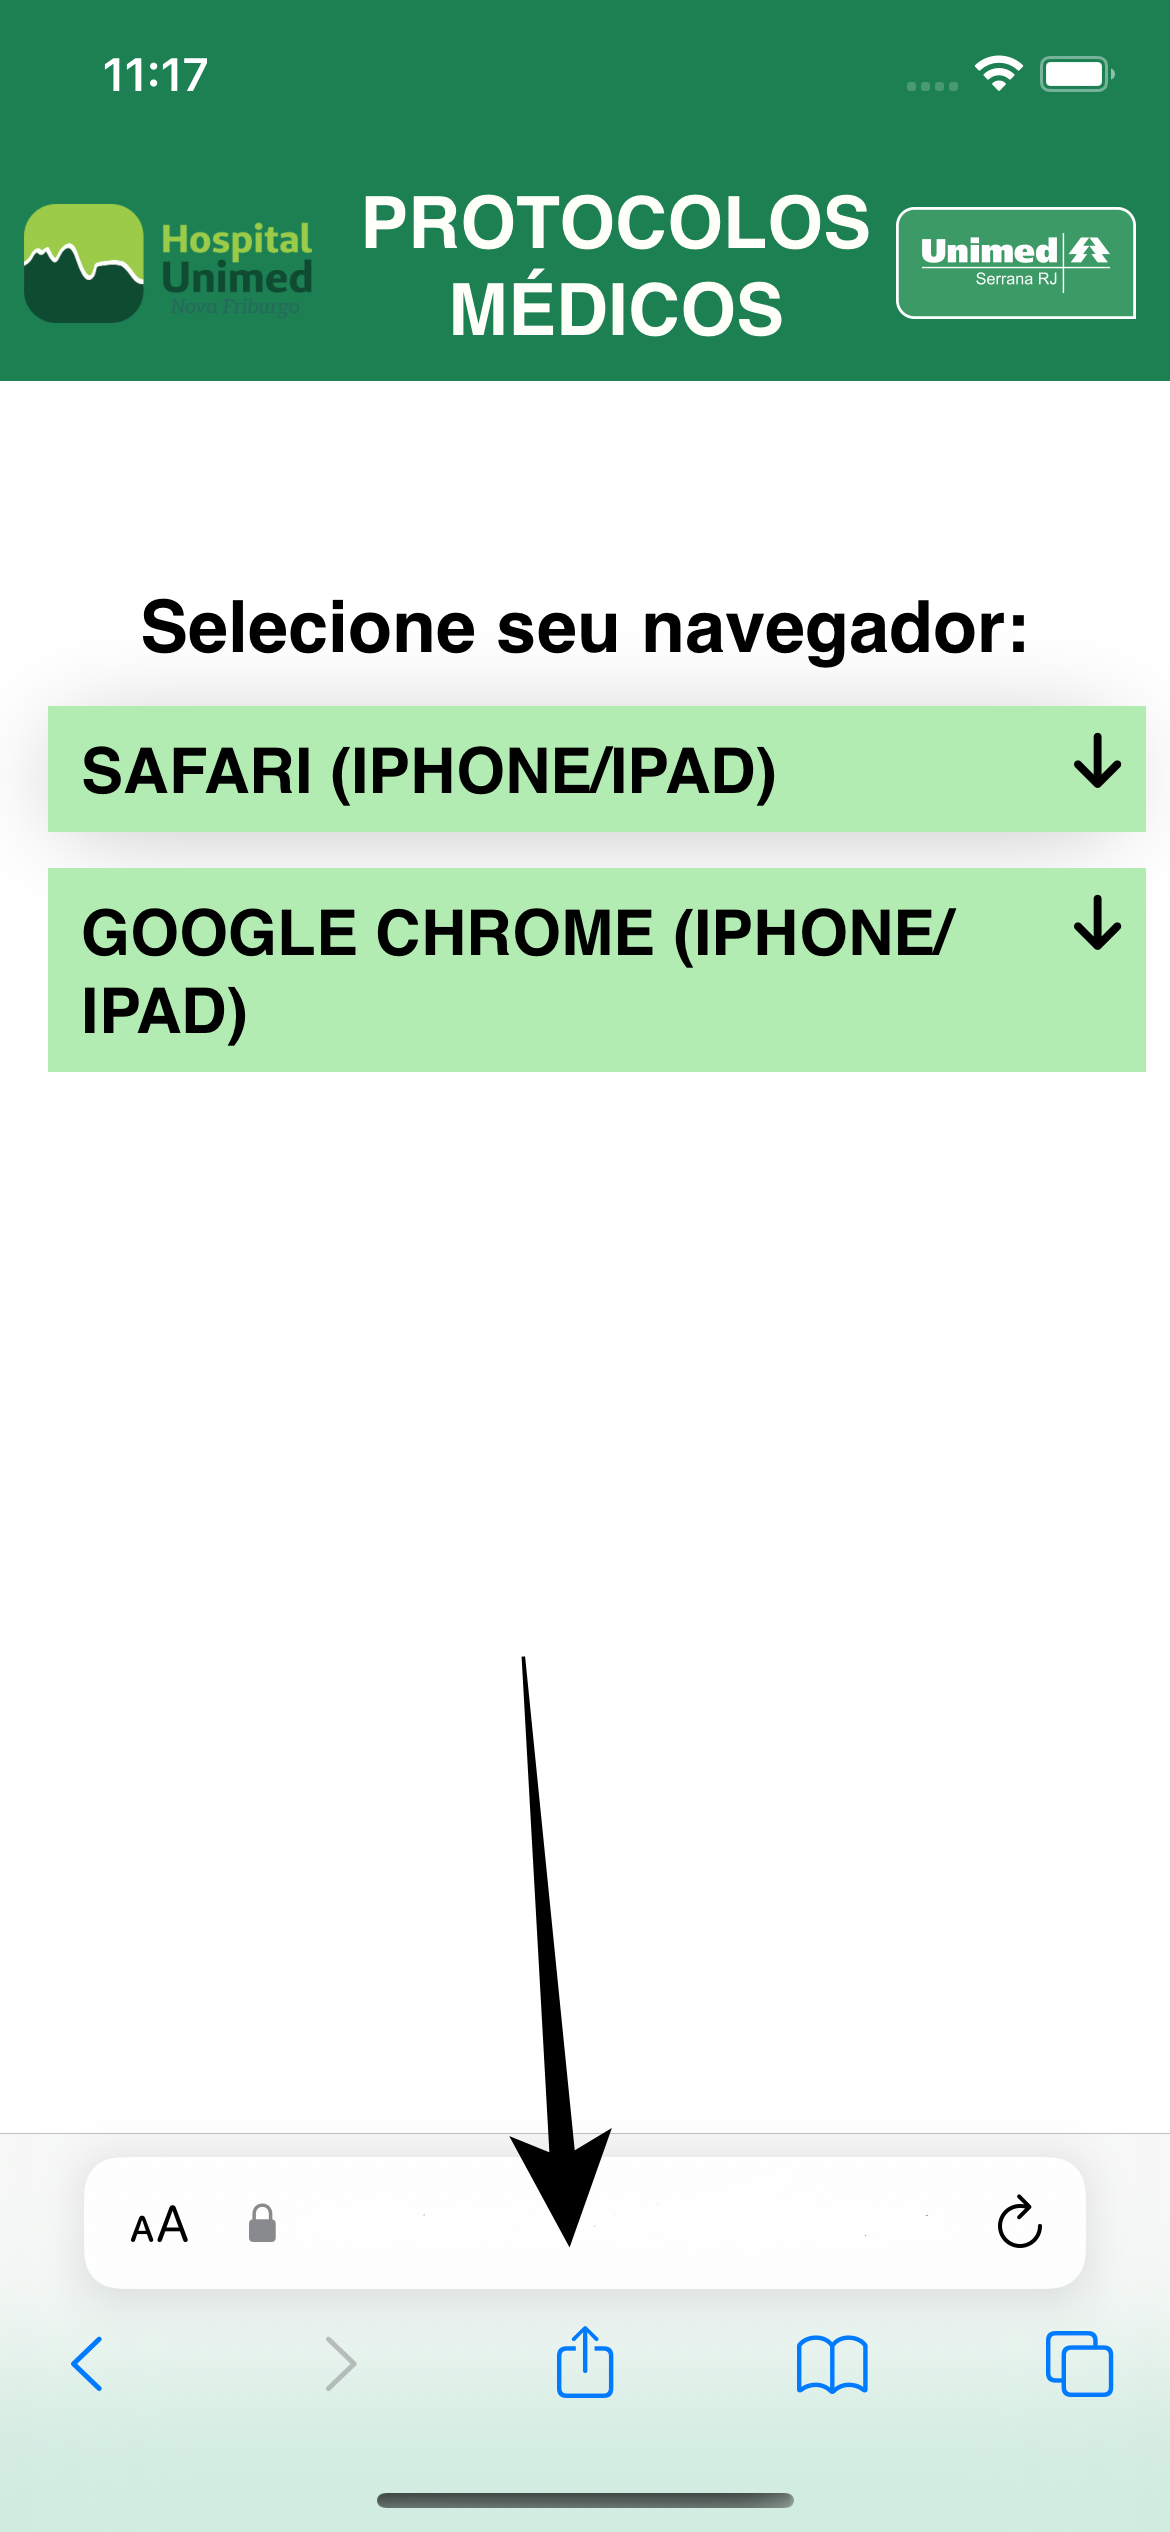 11:17
PROTOCOLOS
MÉDICOS
Hospital
Unimed
Nova Friburgo
Unimed
Serrana RJ
Selecione seu navegador:
SAFARI (IPHONE/IPAD)
GOOGLE CHROME (IPHONE/
IPAD)
AA